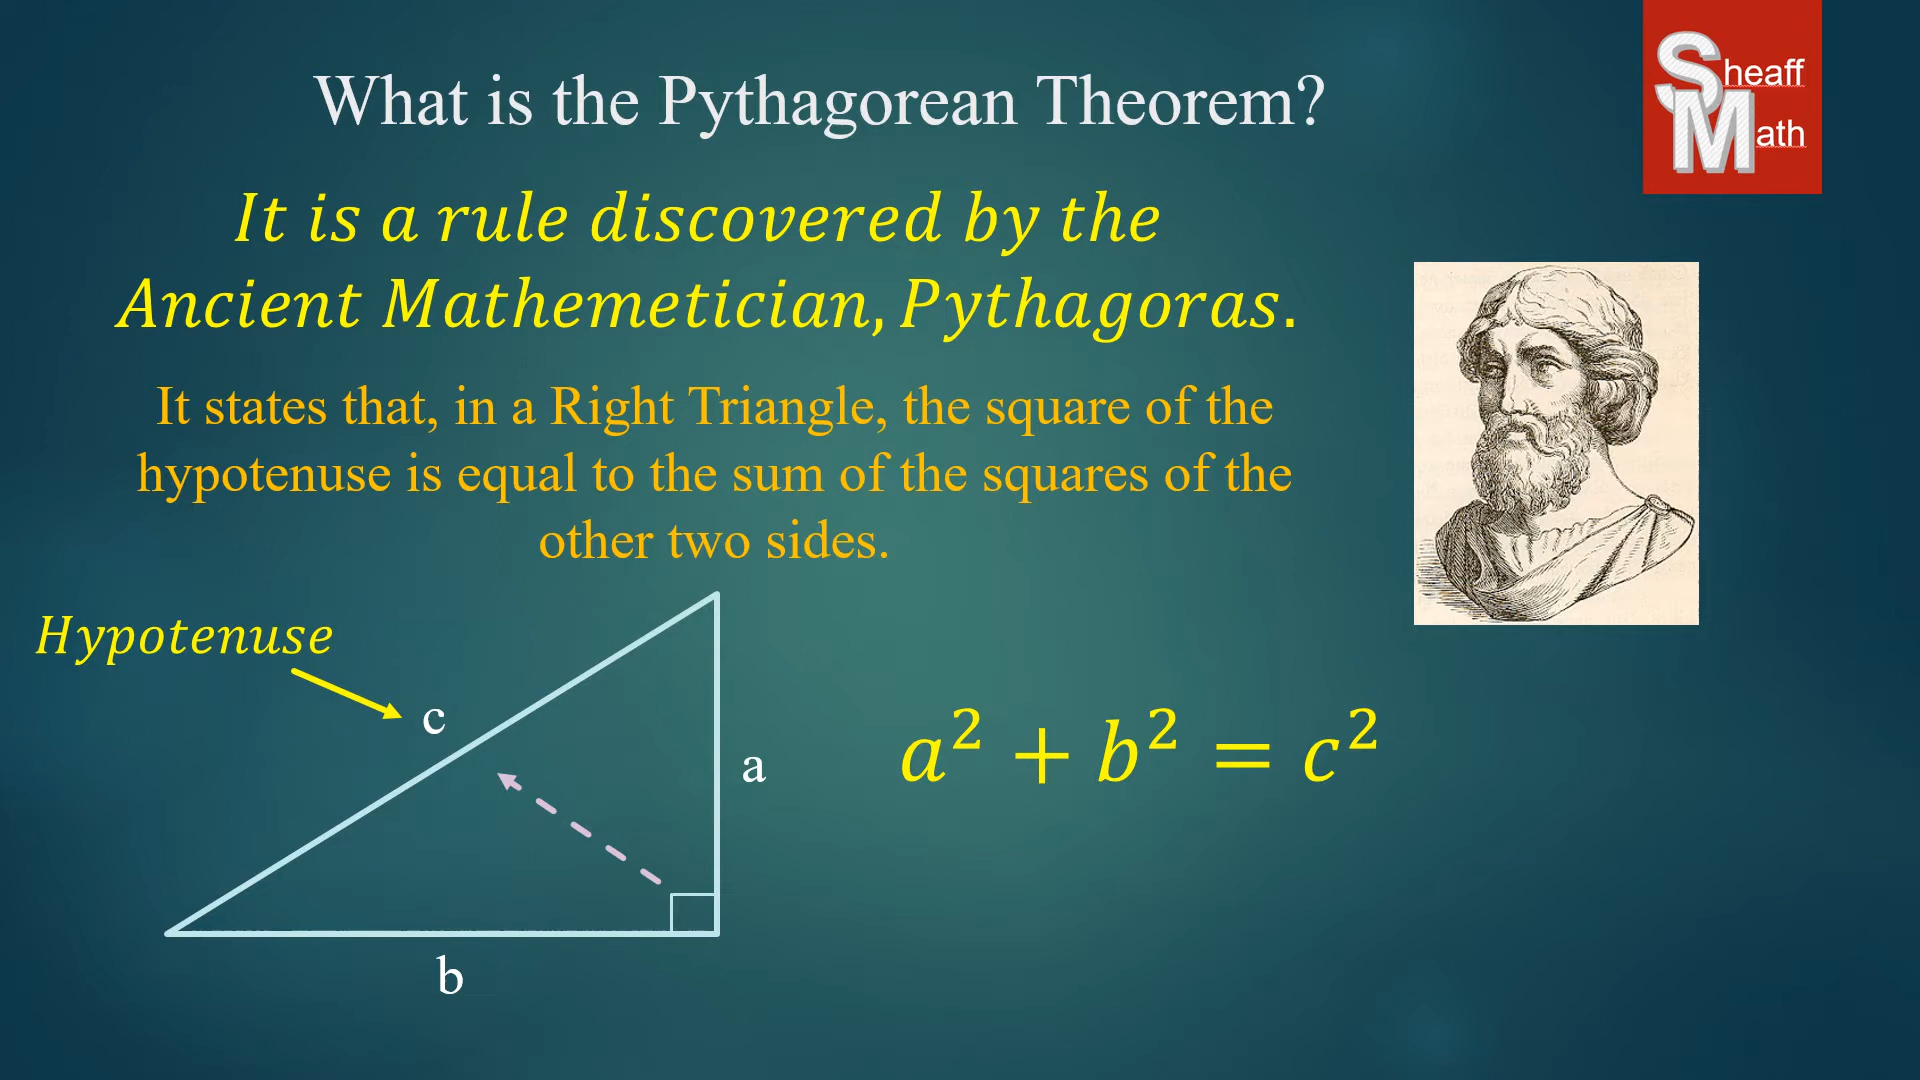 What is the Pythagorean Theorem?
Sheaff
Math
It is a rule discovered by the
Ancient Mathemetician, Pythagoras.
It states that, in a Right Triangle, the square of the
hypotenuse is equal to the sum of the squares of the
other two sides.
Hypotenuse
c
a
a² + b² = c²
b